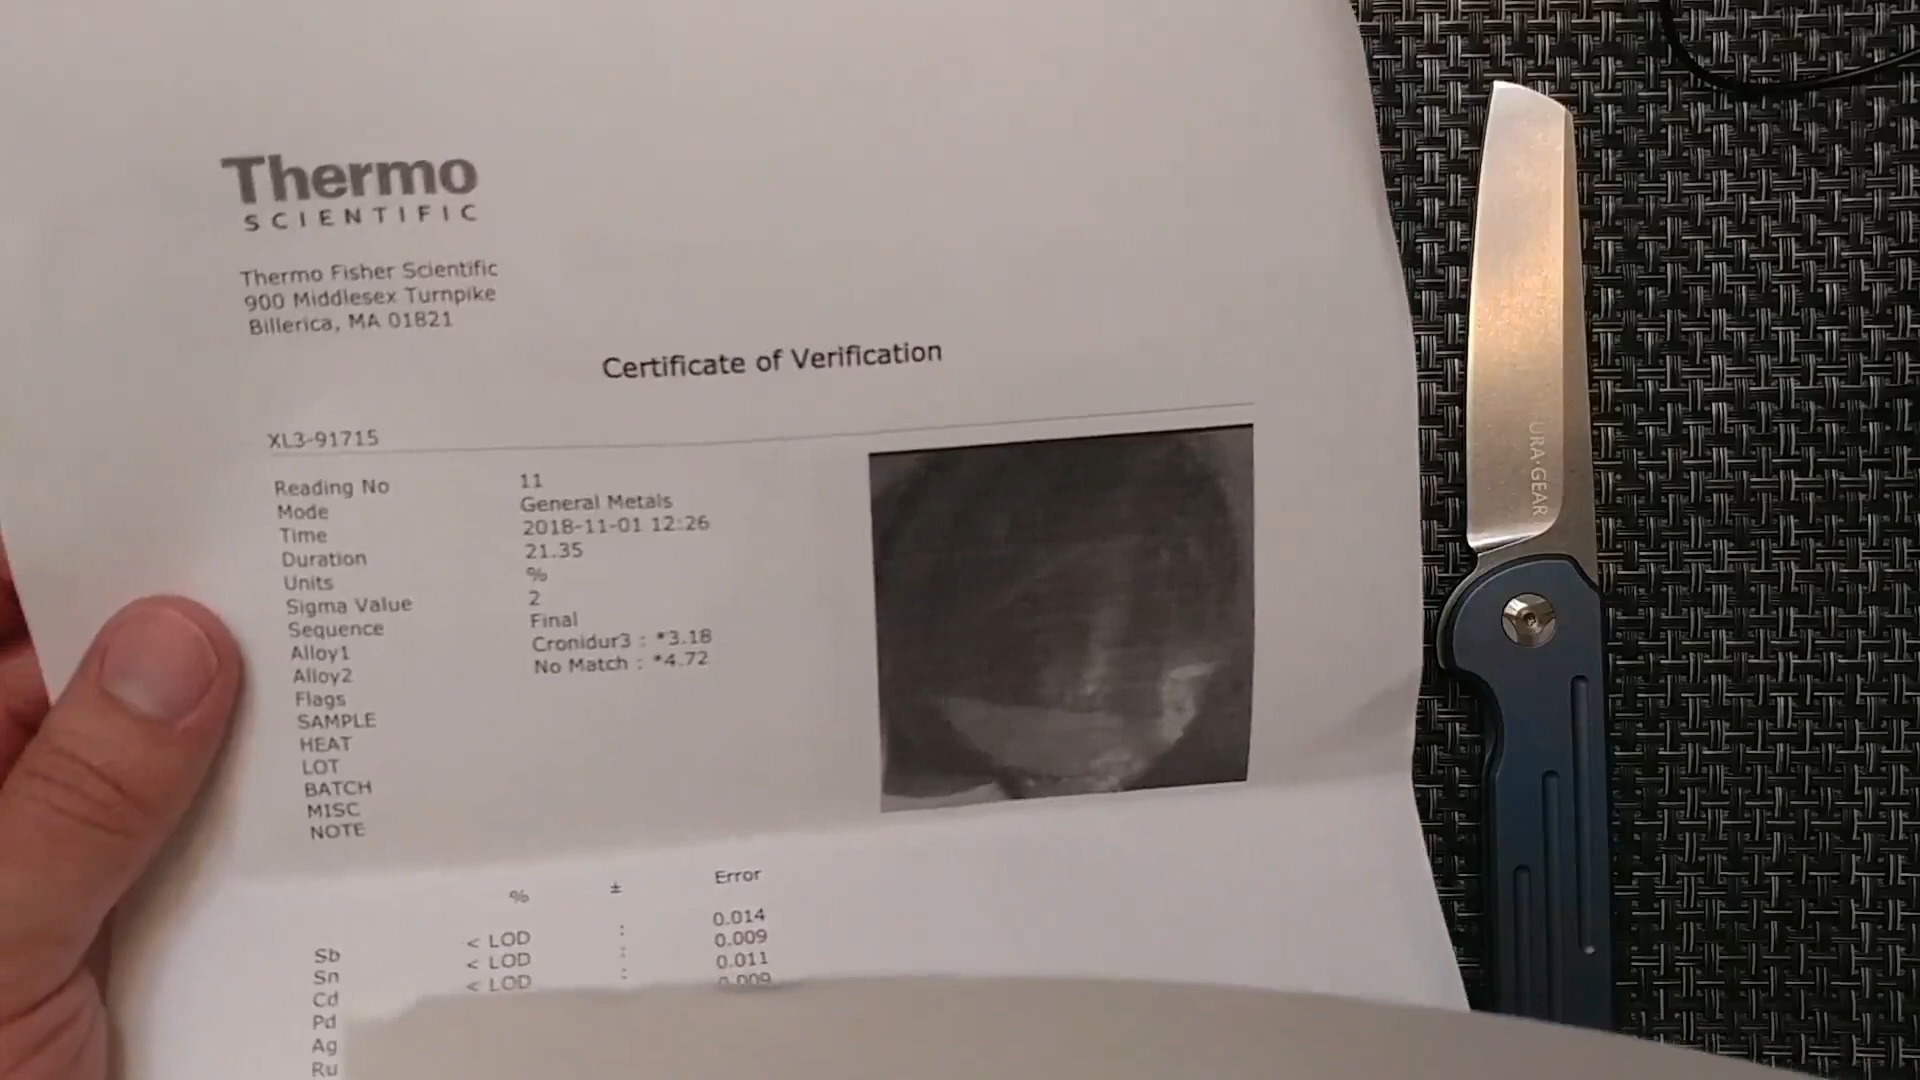 Thermo
SCIENTIFIC
Thermo Fisher Scientific
900 Middlesex Turnpike
Billerica, MA 01821
Certificate of Verification
XL3-91715
Reading No 11
Mode General Metals
Time 2018-11-01 12:26
Duration 21.35
Units %
Sigma Value 2
Sequence Final
Alloy1 Cronidur3 : *3.18
Alloy2 No Match : *4.72
Flags
SAMPLE
HEAT
LOT
BATCH
MISC
NOTE
% ± Error
Sb < LOD : 0.014
Sn < LOD : 0.009
Cd < LOD : 0.011
Pd 0.009
Ag
Ru
URA·GEAR